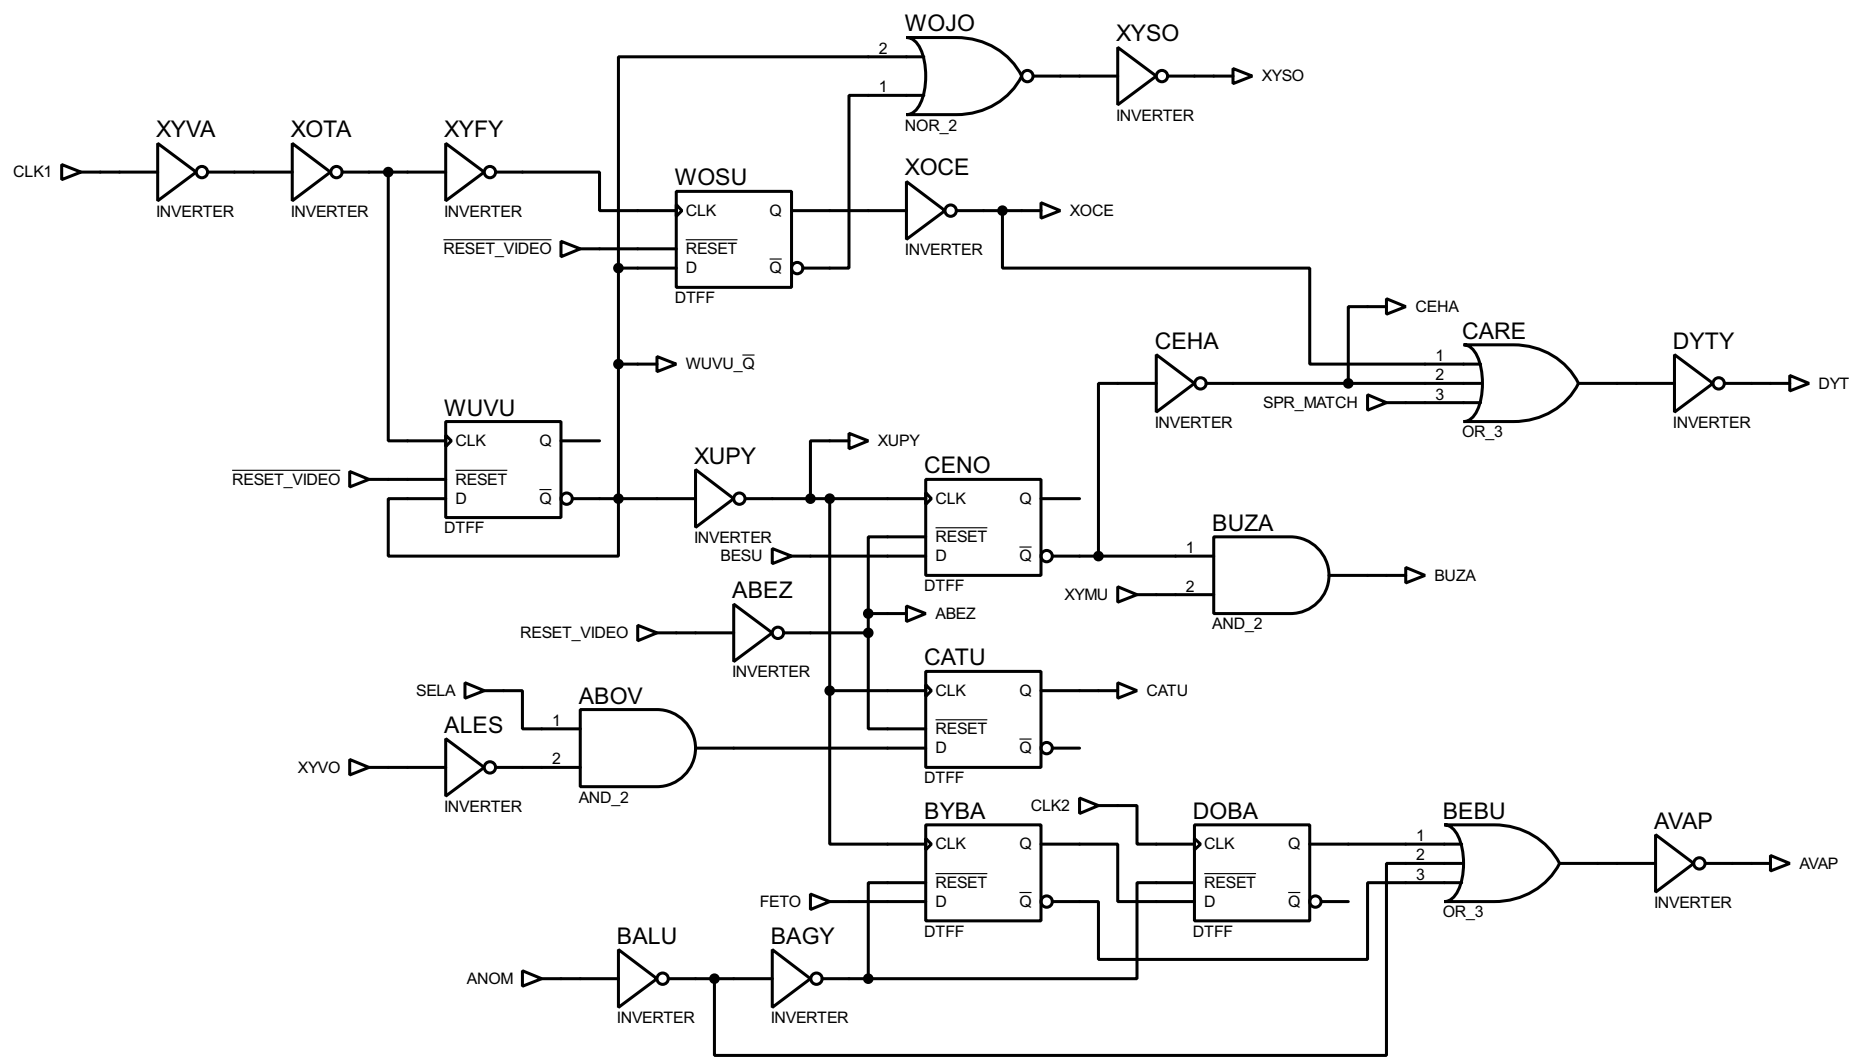 WOJO
XYSO
2
XYSO
1
INVERTER
NOR_2
XYVA
XOTA
XYFY
CLK1
XOCE
WOSU
INVERTER
INVERTER
INVERTER
CLK
Q
XOCE
RESET_VIDEO
RESET
INVERTER
D
Q
DTFF
CEHA
CEHA
CARE
DYTY
WUVU_Q
1
2
DYT
SPR_MATCH
3
WUVU
INVERTER
OR_3
INVERTER
CLK
Q
XUPY
XUPY
CENO
RESET_VIDEO
RESET
D
Q
CLK
Q
DTFF
BUZA
INVERTER
RESET
BESU
D
Q
1
BUZA
DTFF
ABEZ
XYMU
2
ABEZ
AND_2
RESET_VIDEO
CATU
INVERTER
SELA
ABOV
CLK
Q
CATU
ALES
1
RESET
XYVO
2
D
Q
DTFF
INVERTER
AND_2
BYBA
CLK2
DOBA
BEBU
AVAP
CLK
Q
CLK
Q
1
2
AVAP
RESET
RESET
3
FETO
D
Q
D
Q
INVERTER
DTFF
DTFF
OR_3
BALU
BAGY
ANOM
INVERTER
INVERTER